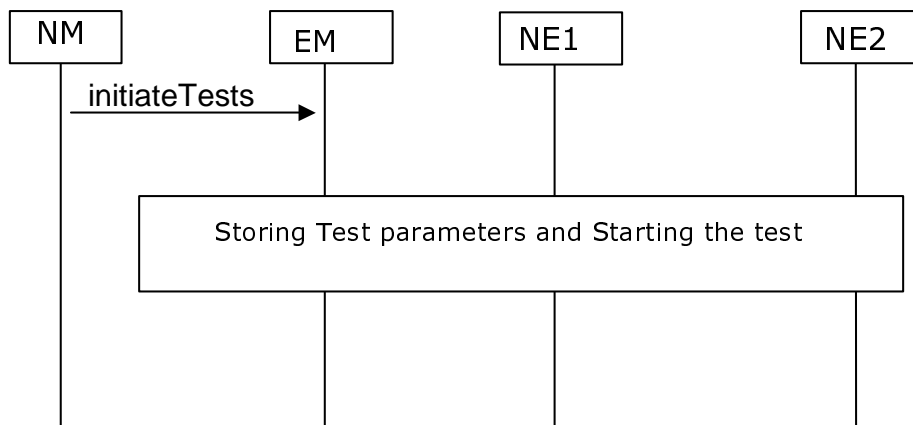 NM
EM
NE1
NE2
initiateTests
Storing Test parameters and Starting the test